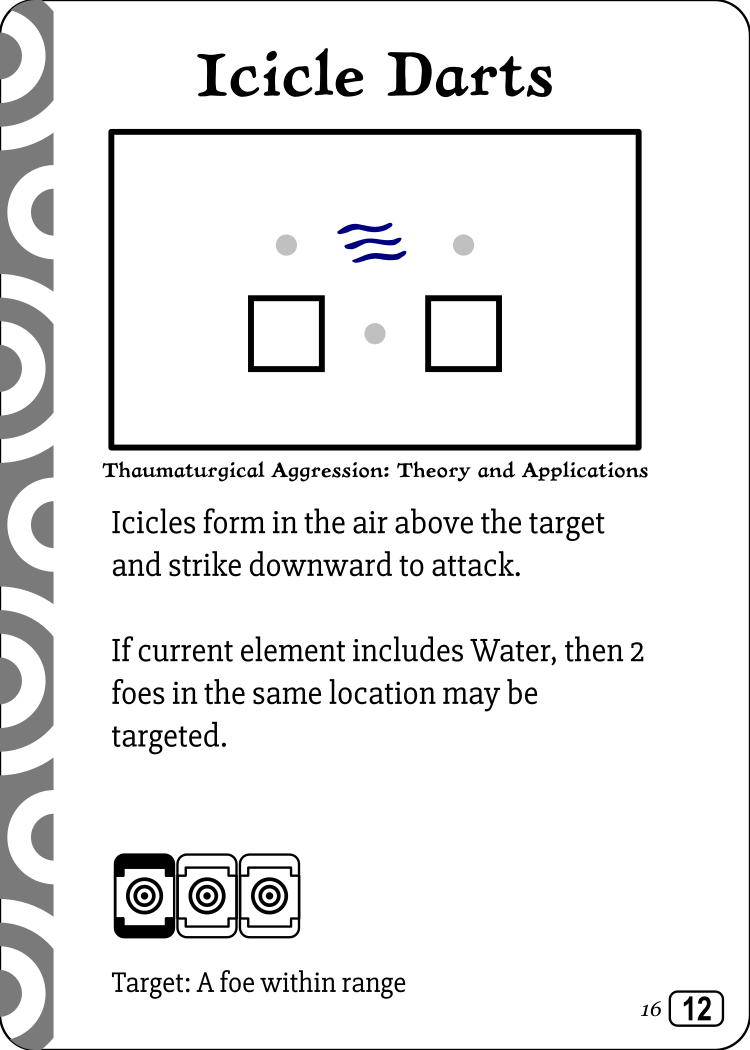 Icicle Darts
Thaumaturgical Aggression: Theory and Applications
Icicles form in the air above the target
and strike downward to attack.
If current element includes Water, then 2
foes in the same location may be
targeted.
Target: A foe within range
16 12